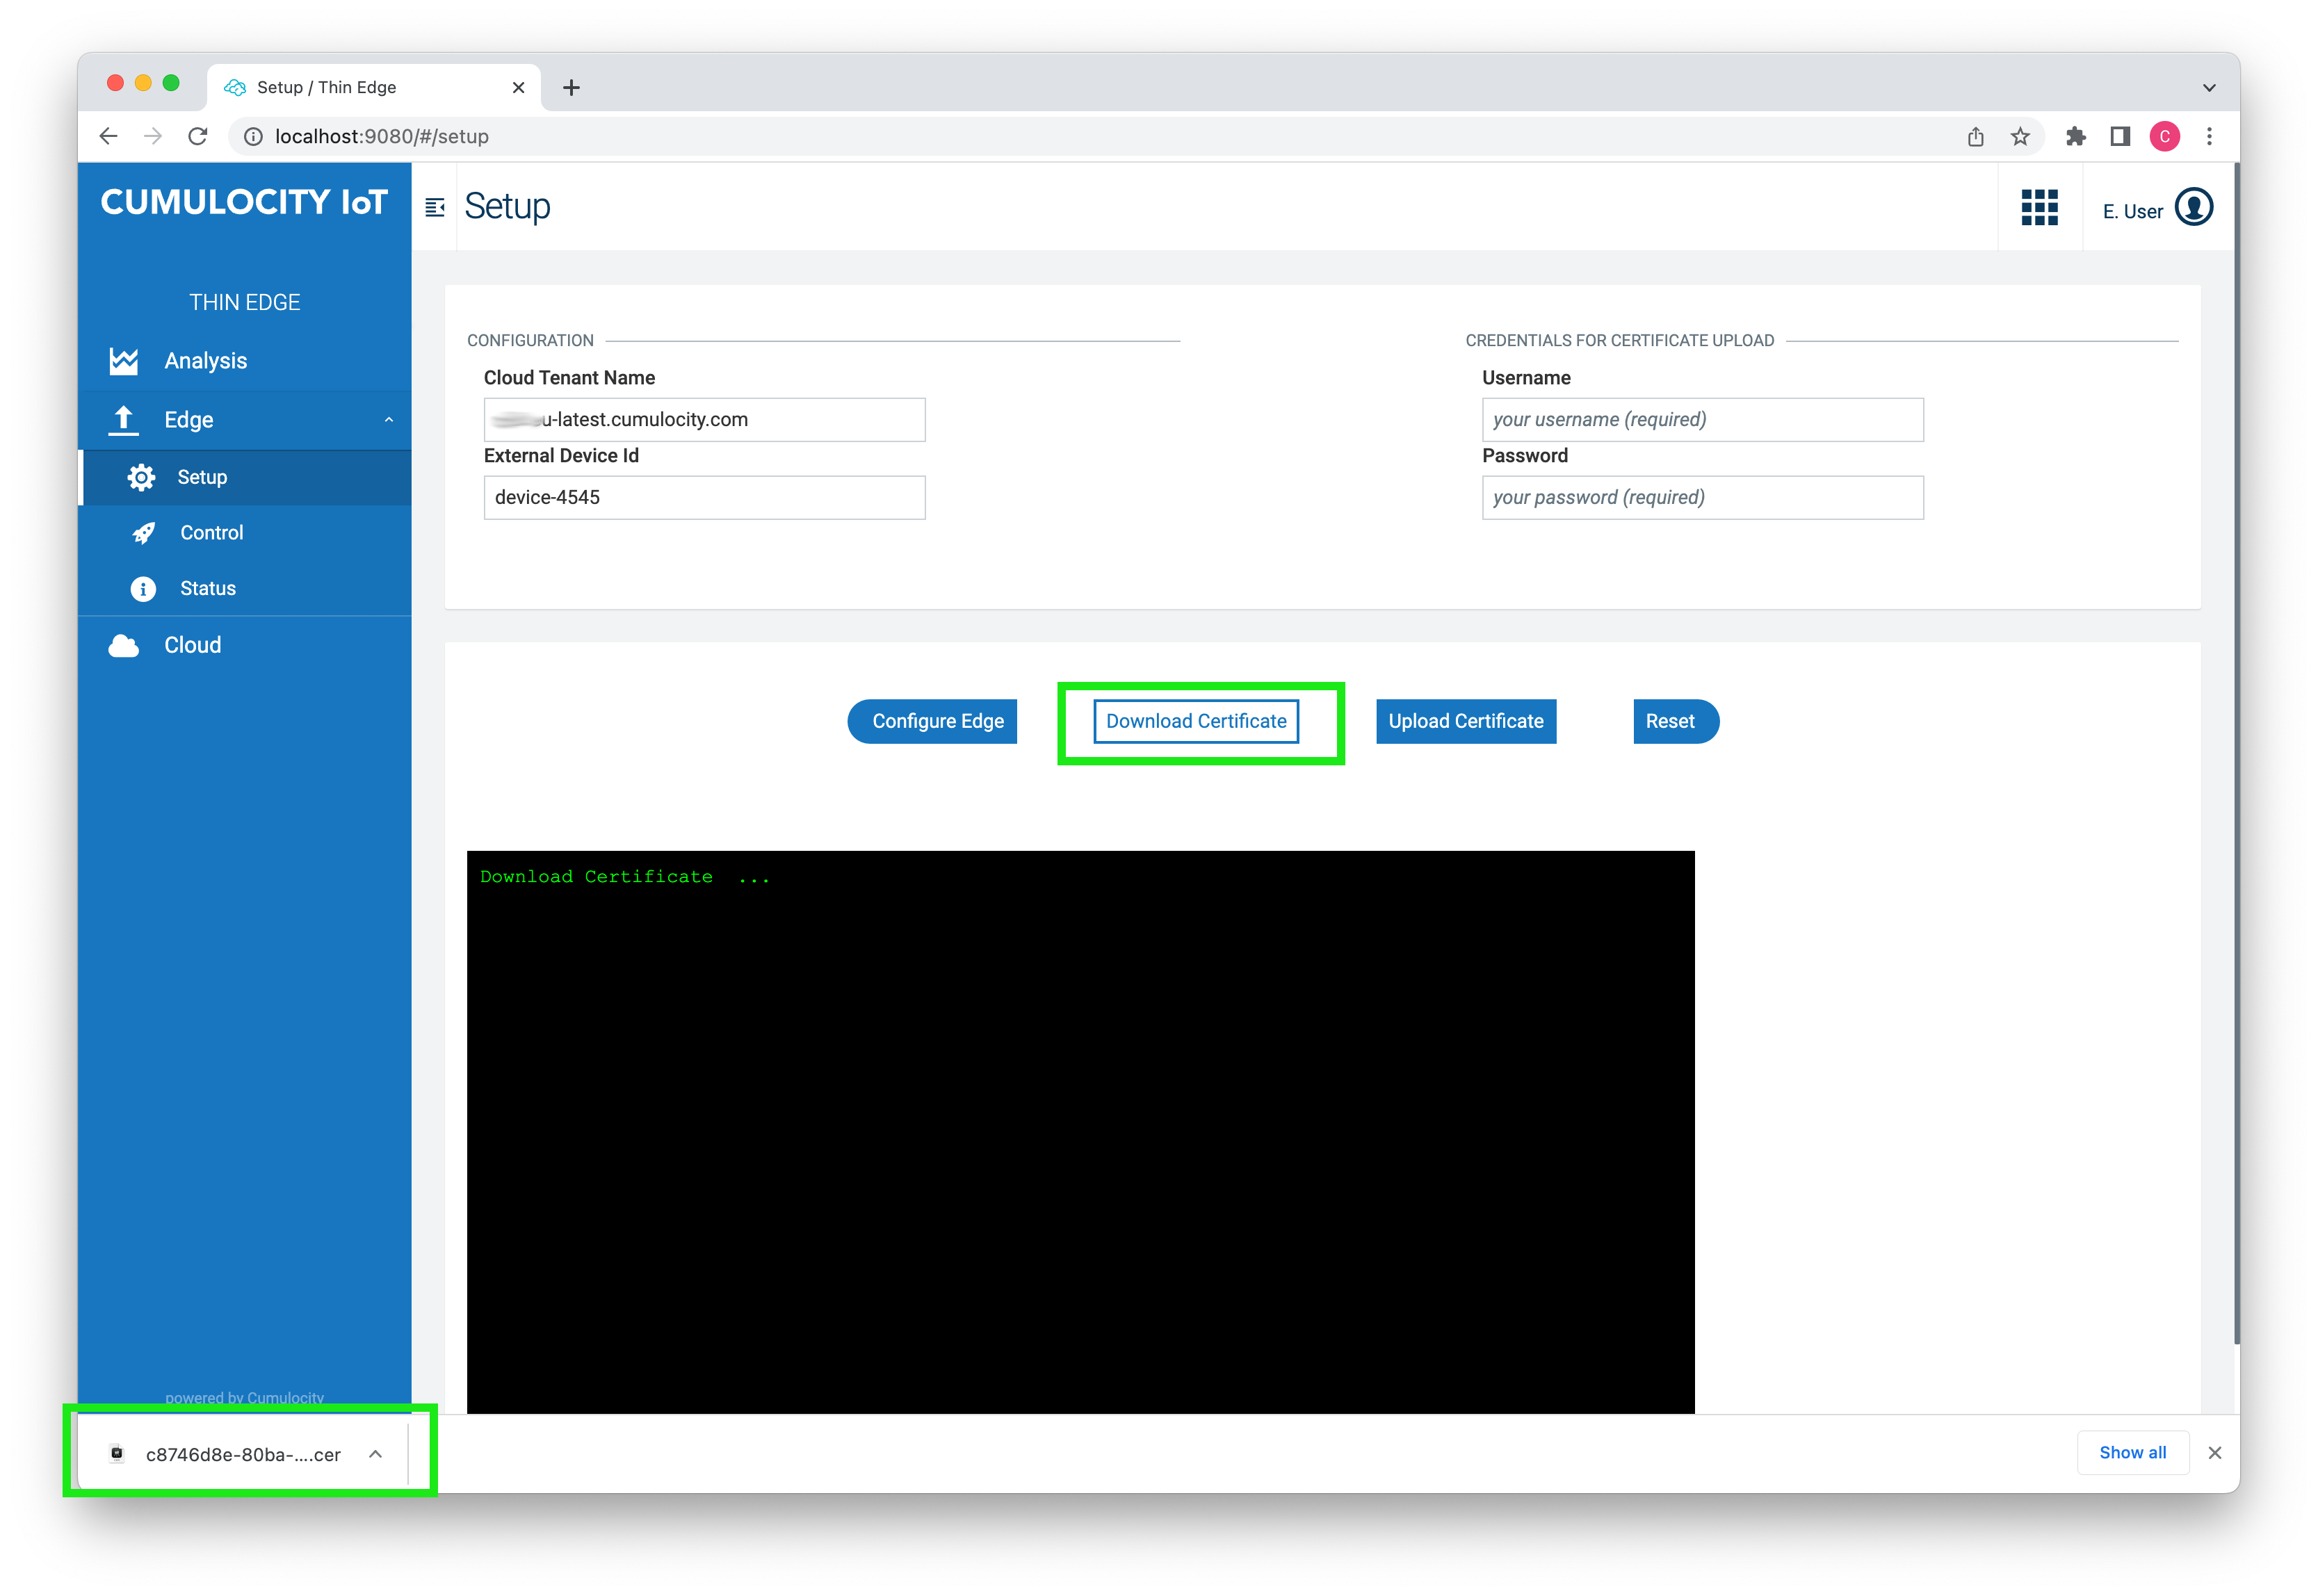 Setup / Thin Edge
localhost:9080/#/setup
C
CUMULOCITY IoT
Setup
E. User
THIN EDGE
Analysis
Edge
Setup
Control
Status
Cloud
powered by Cumulocity
CONFIGURATION
Cloud Tenant Name
u-latest.cumulocity.com
External Device Id
device-4545
CREDENTIALS FOR CERTIFICATE UPLOAD
Username
your username (required)
Password
your password (required)
Configure Edge
Download Certificate
Upload Certificate
Reset
Download Certificate ...
c8746d8e-80ba-....cer
Show all